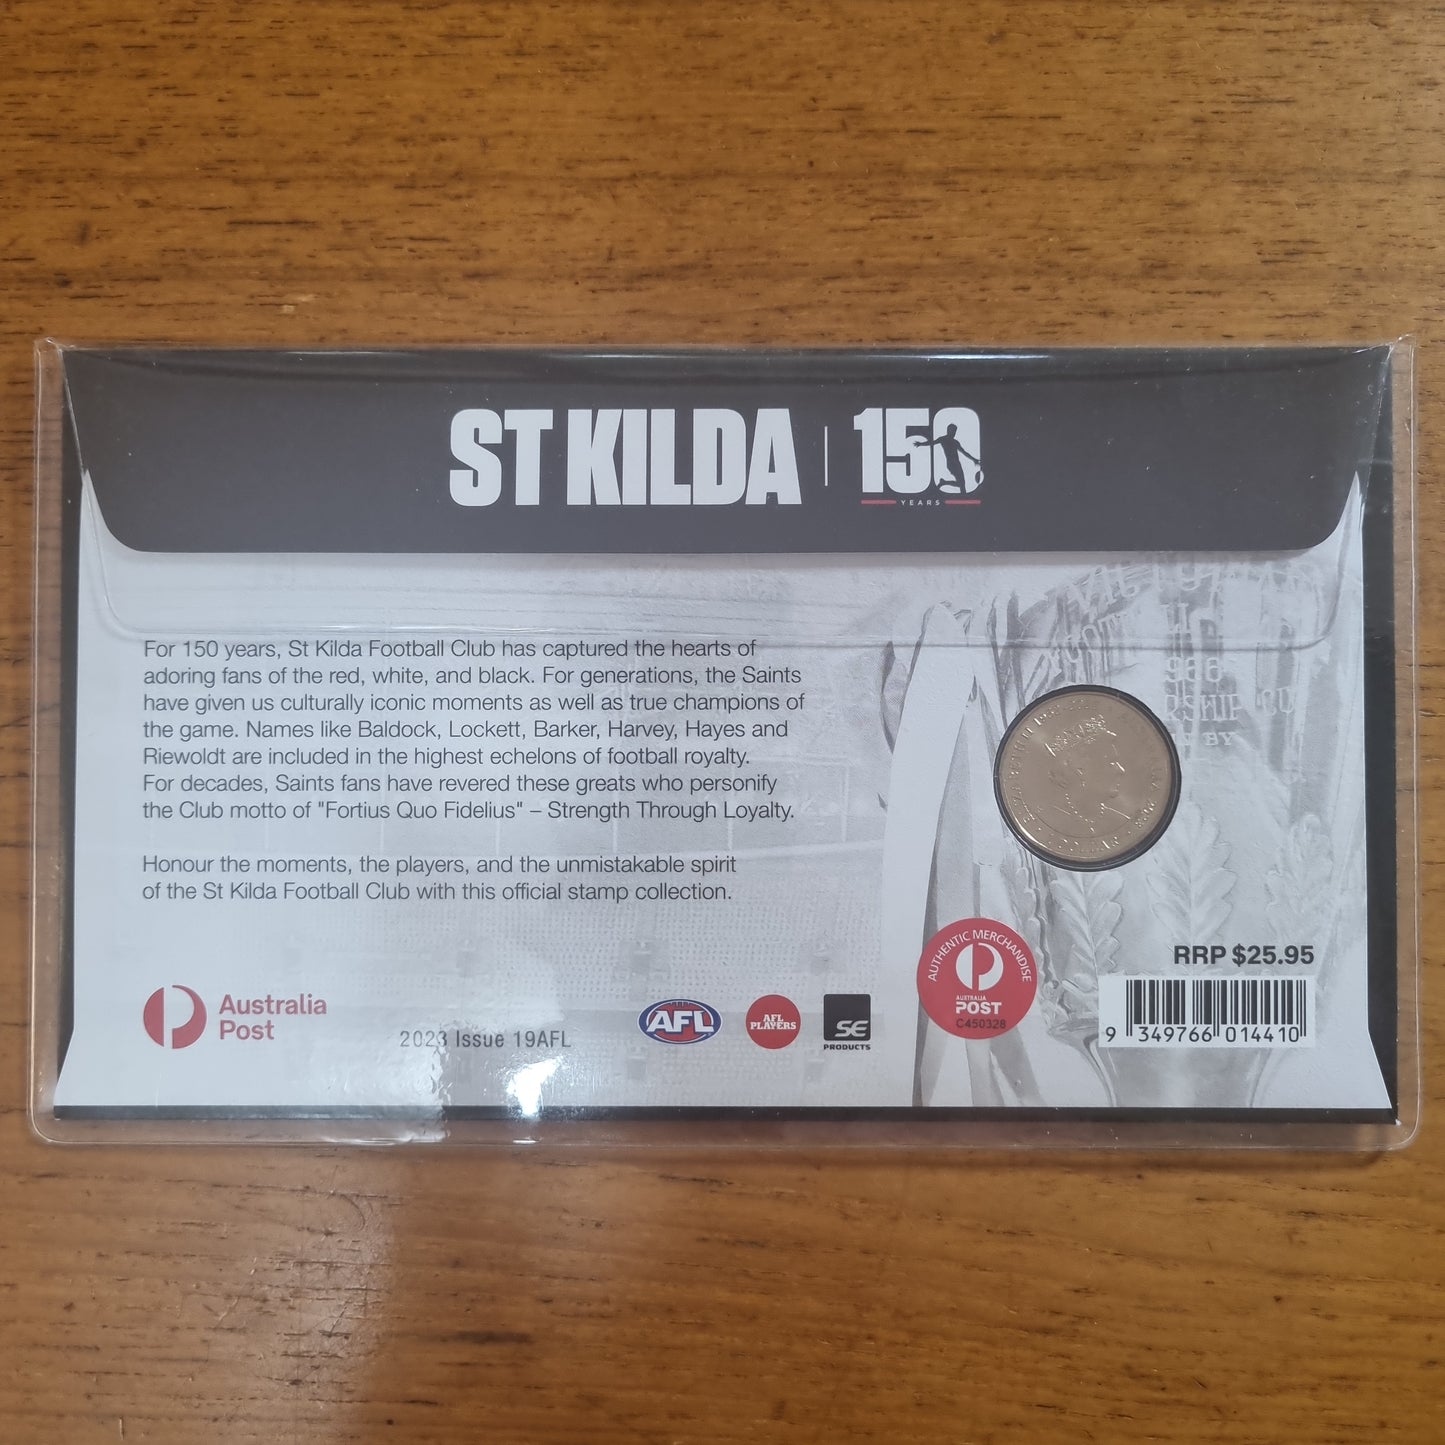 ST KILDA | 150
YEARS
For 150 years, St Kilda Football Club has captured the hearts of
adoring fans of the red, white, and black. For generations, the Saints
have given us culturally iconic moments as well as true champions of
the game. Names like Baldock, Lockett, Barker, Harvey, Hayes and
Riewoldt are included in the highest echelons of football royalty.
For decades, Saints fans have revered these greats who personify
the Club motto of "Fortius Quo Fidelius" – Strength Through Loyalty.
Honour the moments, the players, and the unmistakable spirit
of the St Kilda Football Club with this official stamp collection.
Australia
Post
2023 Issue 19AFL
AFL
AFL
PLAYERS
SE
PRODUCTS
AUTHENTIC MERCHANDISE
AUSTRALIA
POST
C450328
RRP $25.95
9 349766 014410